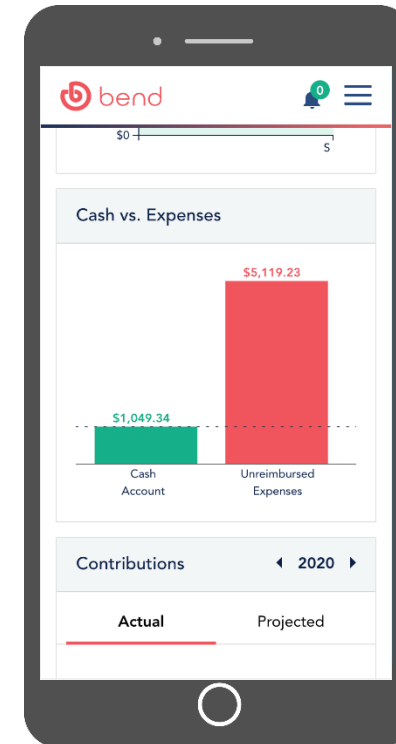 bend
0
$0
S
Cash vs. Expenses
$5,119.23
$1,049.34
Cash
Account
Unreimbursed
Expenses
Contributions
2020
Actual
Projected